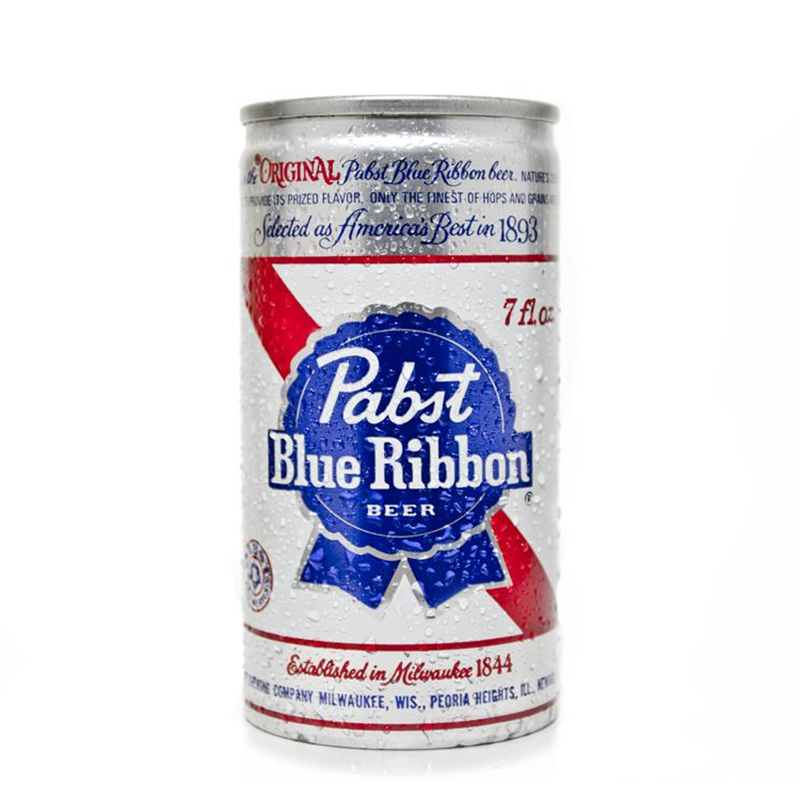 the ORIGINAL Pabst Blue Ribbon beer. NATURE'S
PROVIDE ITS PRIZED FLAVOR. ONLY THE FINEST OF HOPS AND GRAINS
Selected as America's Best in 1893
7 fl. oz.
Pabst
Blue Ribbon
®
BEER
Established in Milwaukee 1844
COMPANY MILWAUKEE, WIS., PEORIA HEIGHTS, ILL.,